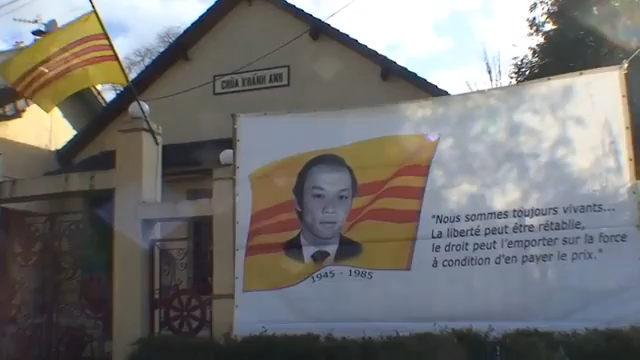 CHÙA KHÁNH ANH
"Nous sommes toujours vivants...
La liberté peut être rétablie,
le droit peut l'emporter sur la force
à condition d'en payer le prix."
1945 - 1985